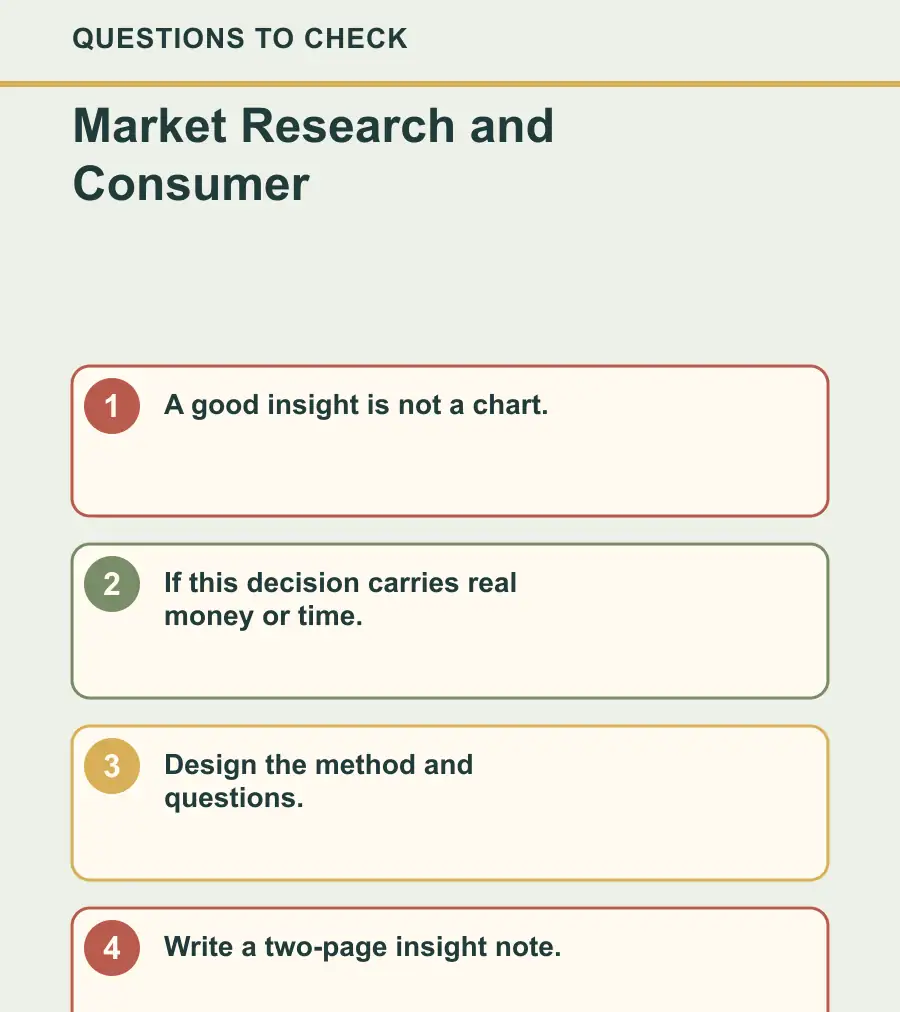 QUESTIONS TO CHECK
Market Research and
Consumer
1
A good insight is not a chart.
2
If this decision carries real
money or time.
3
Design the method and
questions.
4
Write a two-page insight note.